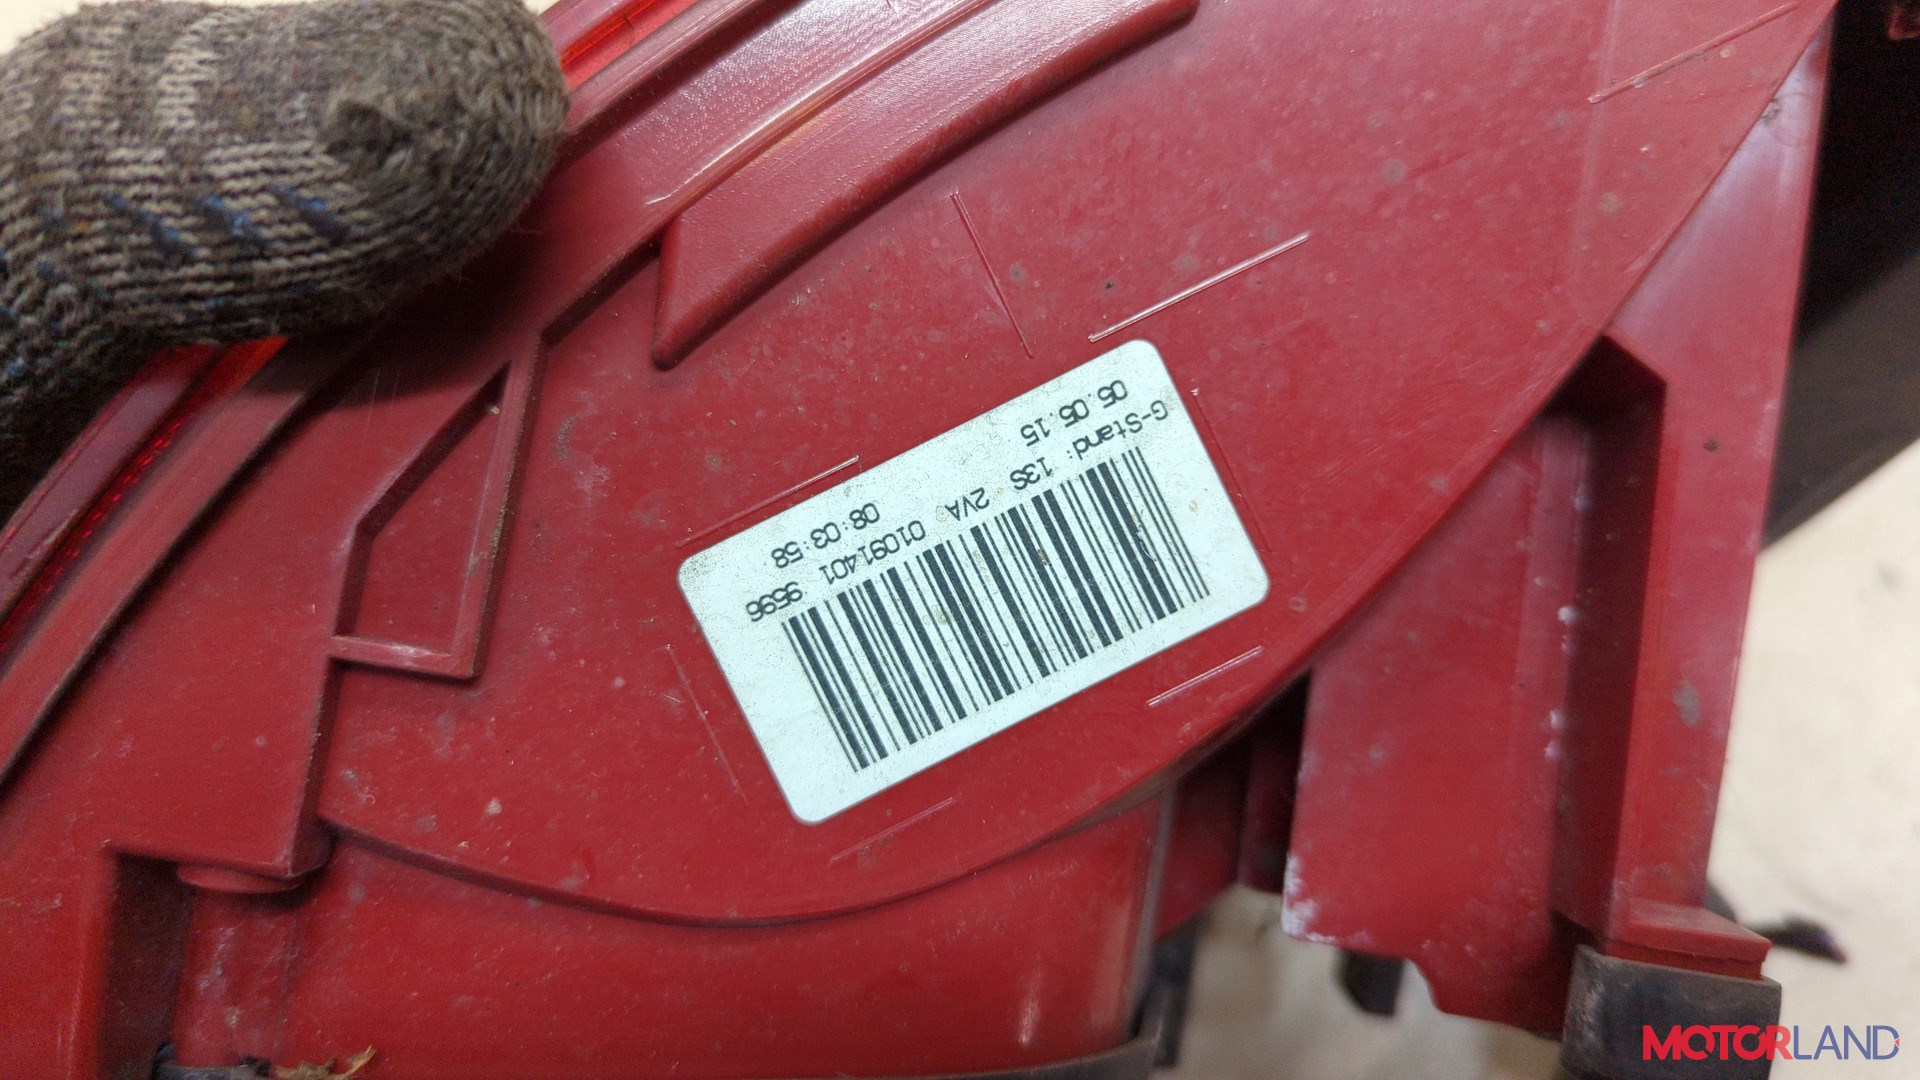 G-Stand: 13S 2VA 01091401 9596
05.05.15 08:03:58
MOTORLAND